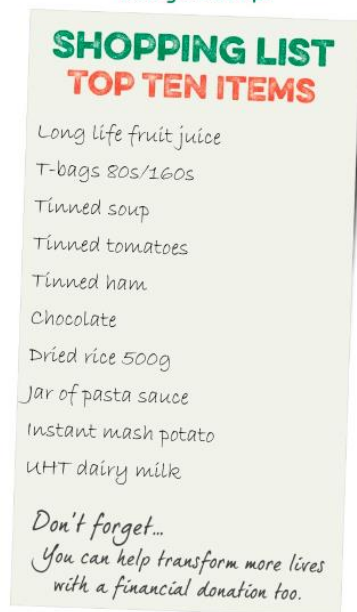 SHOPPING LIST
TOP TEN ITEMS
Long life fruit juice
T-bags 80s/160s
Tinned soup
Tinned tomatoes
Tinned ham
Chocolate
Dried rice 500g
Jar of pasta sauce
Instant mash potato
UHT dairy milk
Don't forget...
You can help transform more lives
with a financial donation too.